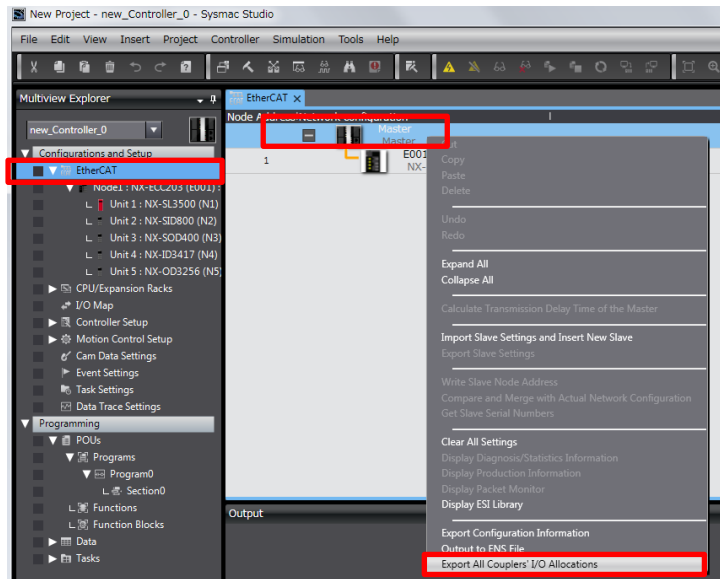 New Project - new_Controller_0 - Sysmac Studio
File Edit View Insert Project Controller Simulation Tools Help
Multiview Explorer
new_Controller_0
Configurations and Setup
EtherCAT
Node1 : NX-ECC203 (E001) :
Unit 1 : NX-SL3500 (N1)
Unit 2 : NX-SID800 (N2)
Unit 3 : NX-SOD400 (N3)
Unit 4 : NX-ID3417 (N4)
Unit 5 : NX-OD3256 (N5
CPU/Expansion Racks
I/O Map
Controller Setup
Motion Control Setup
Cam Data Settings
Event Settings
Task Settings
Data Trace Settings
Programming
POUs
Programs
Program0
Section0
Functions
Function Blocks
Data
Tasks
EtherCAT
Node Address Network configuration
Master
Master
1
E001
NX-
Cut
Copy
Paste
Delete
Undo
Redo
Expand All
Collapse All
Calculate Transmission Delay Time of the Master
Import Slave Settings and Insert New Slave
Export Slave Settings
Write Slave Node Address
Compare and Merge with Actual Network Configuration
Get Slave Serial Numbers
Clear All Settings
Display Diagnosis/Statistics Information
Display Production Information
Display Packet Monitor
Display ESI Library
Export Configuration Information
Output to ENS File
Export All Couplers' I/O Allocations
Output